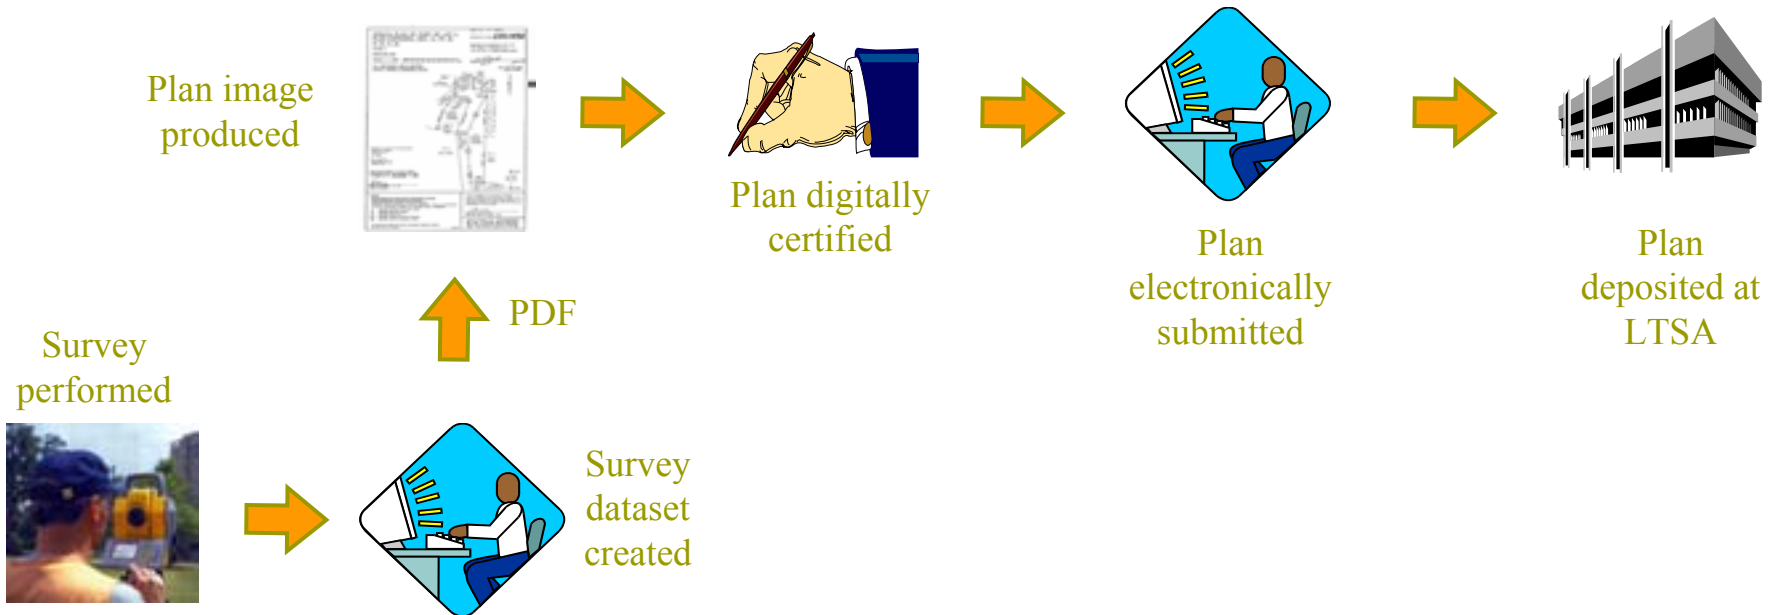 Plan image
produced
Plan digitally
certified
Plan
electronically
submitted
Plan
deposited at
LTSA
PDF
Survey
performed
Survey
dataset
created